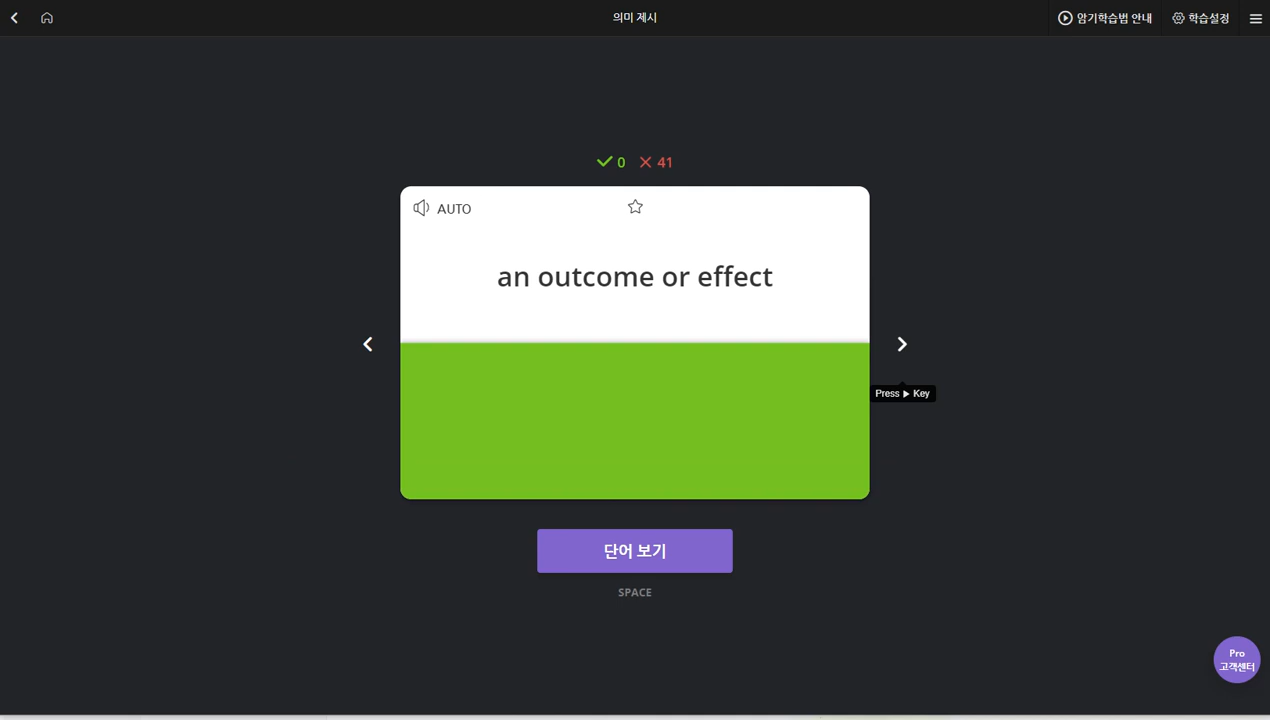 의미 제시
암기학습법 안내
학습설정
0 41
AUTO
an outcome or effect
Press ▶ Key
단어 보기
SPACE
Pro
고객센터